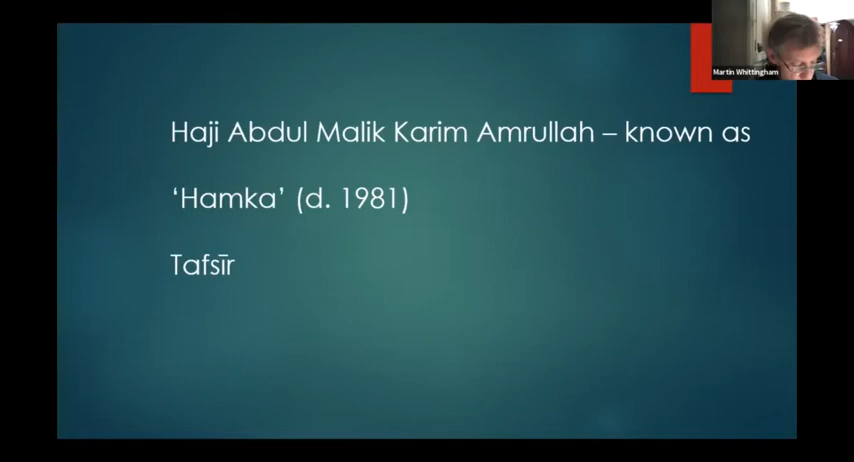 Martin Whittingham
Haji Abdul Malik Karim Amrullah – known as
‘Hamka’ (d. 1981)
Tafsīr